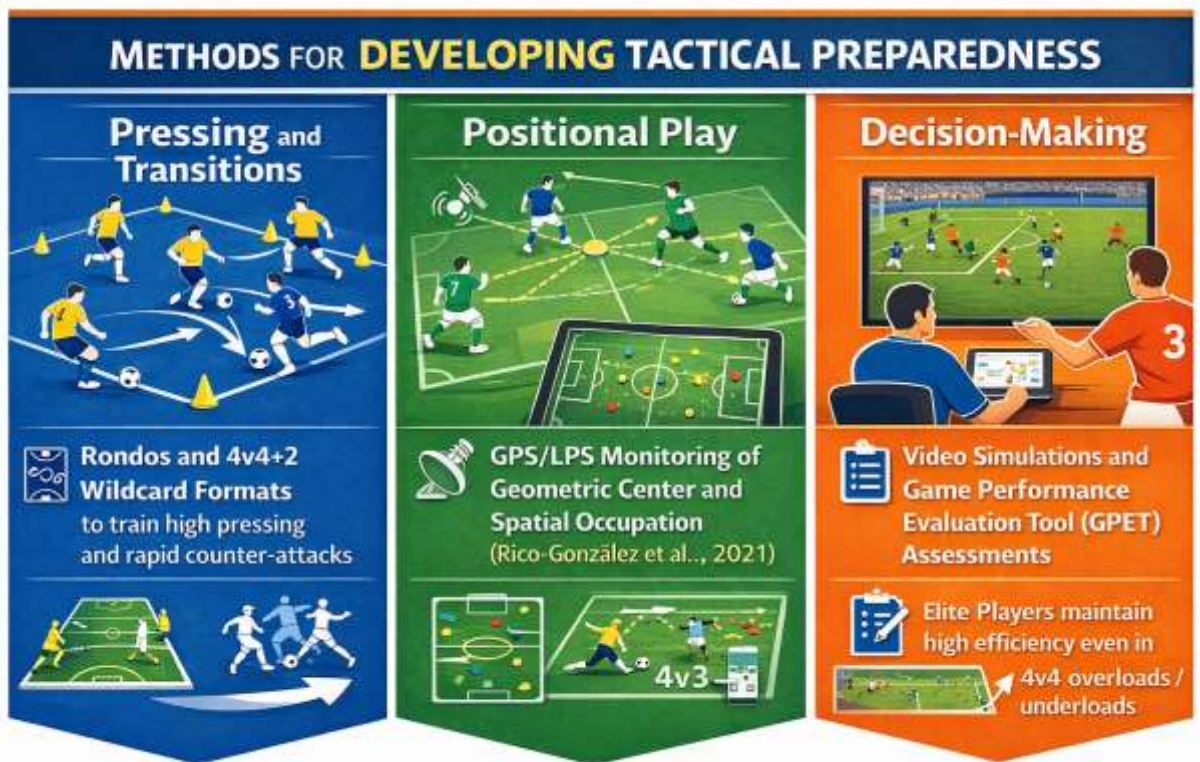 METHODS FOR DEVELOPING TACTICAL PREPAREDNESS
Pressing and
Transitions
Rondos and 4v4+2
Wildcard Formats
to train high pressing
and rapid counter-attacks
Positional Play
7
GPS/LPS Monitoring of
Geometric Center and
Spatial Occupation
(Rico-González et al.., 2021)
4v3
Decision-Making
3
Video Simulations and
Game Performance
Evaluation Tool (GPET)
Assessments
Elite Players maintain
high efficiency even in
4v4 overloads /
underloads